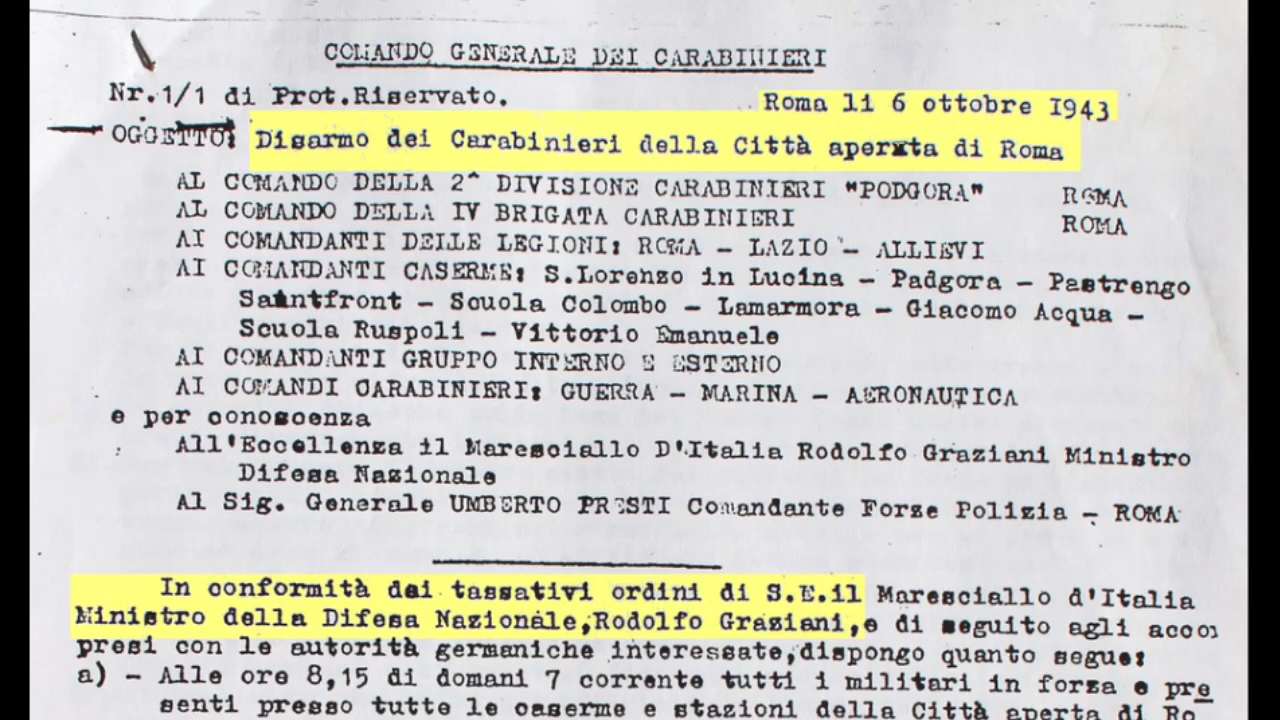 COMANDO GENERALE DEI CARABINIERI
Nr.1/1 di Prot.Riservato.
Roma li 6 ottobre 1943
OGGETTO: Disarmo dei Carabinieri della Città aperxta di Roma
AL COMANDO DELLA 2^ DIVISIONE CARABINIERI "PODGORA" ROMA
AL COMANDO DELLA IV BRIGATA CARABINIERI ROMA
AI COMANDANTI DELLE LEGIONI: ROMA - LAZIO - ALLIEVI
AI COMANDANTI CASERME: S.Lorenzo in Lucina - Padgora - Pastrengo
Saintfront - Scuola Colombo - Lamarmora - Giacomo Acqua -
Scuola Ruspoli - Vittorio Emanuele
AI COMANDANTI GRUPPO INTERNO E ESTERNO
AI COMANDI CARABINIERI: GUERRA - MARINA - AERONAUTICA
e per conoscenza
All'Eccellenza il Maresciallo D'Italia Rodolfo Graziani Ministro
Difesa Nazionale
Al Sig. Generale UMBERTO PRESTI Comandante Forze Polizia - ROMA
In conformità dei tassativi ordini di S.E.il Maresciallo d'Italia
Ministro della Difesa Nazionale,Rodolfo Graziani,e di seguito agli accor
presi con le autorità germaniche interessate,dispongo quanto segue:
a) - Alle ore 8,15 di domani 7 corrente tutti i militari in forza e pre
senti presso tutte le caserme e stazioni della Città aperta di Ro